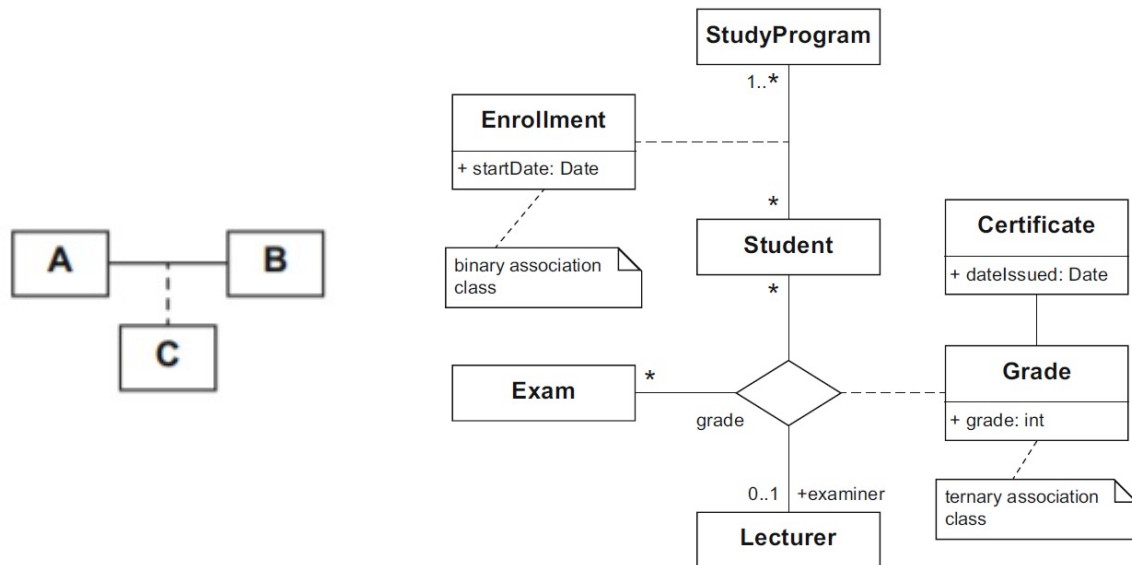 A
B
C
StudyProgram
1..*
Enrollment
+ startDate: Date
*
binary association
class
Student
*
Certificate
+ dateIssued: Date
Exam
*
grade
Grade
+ grade: int
0..1 +examiner
Lecturer
ternary association
class